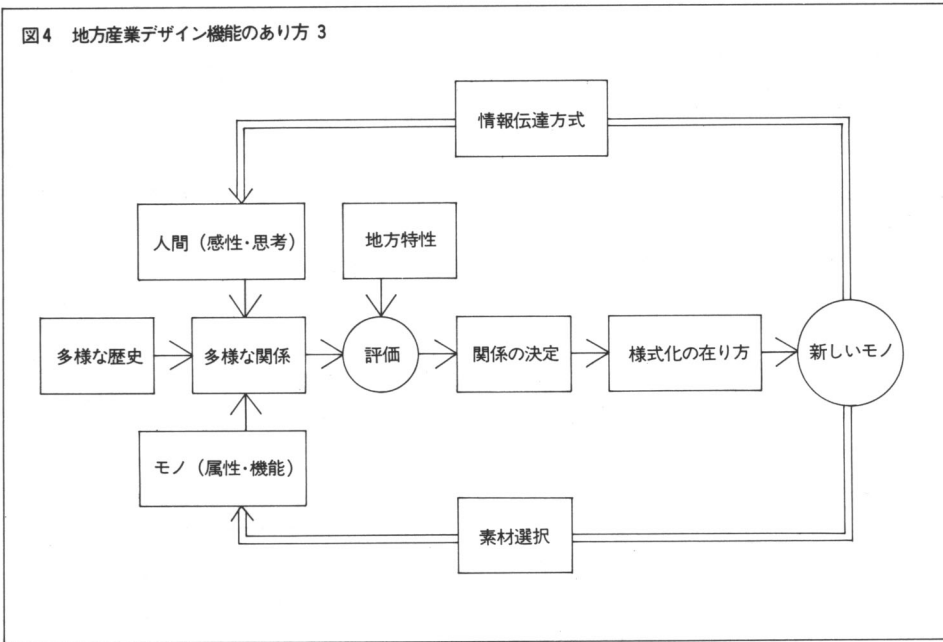 図4 地方産業デザイン機能のあり方 3
情報伝達方式
人間（感性・思考）
地方特性
多様な歴史
多様な関係
評価
関係の決定
様式化の在り方
新しいモノ
モノ（属性・機能）
素材選択